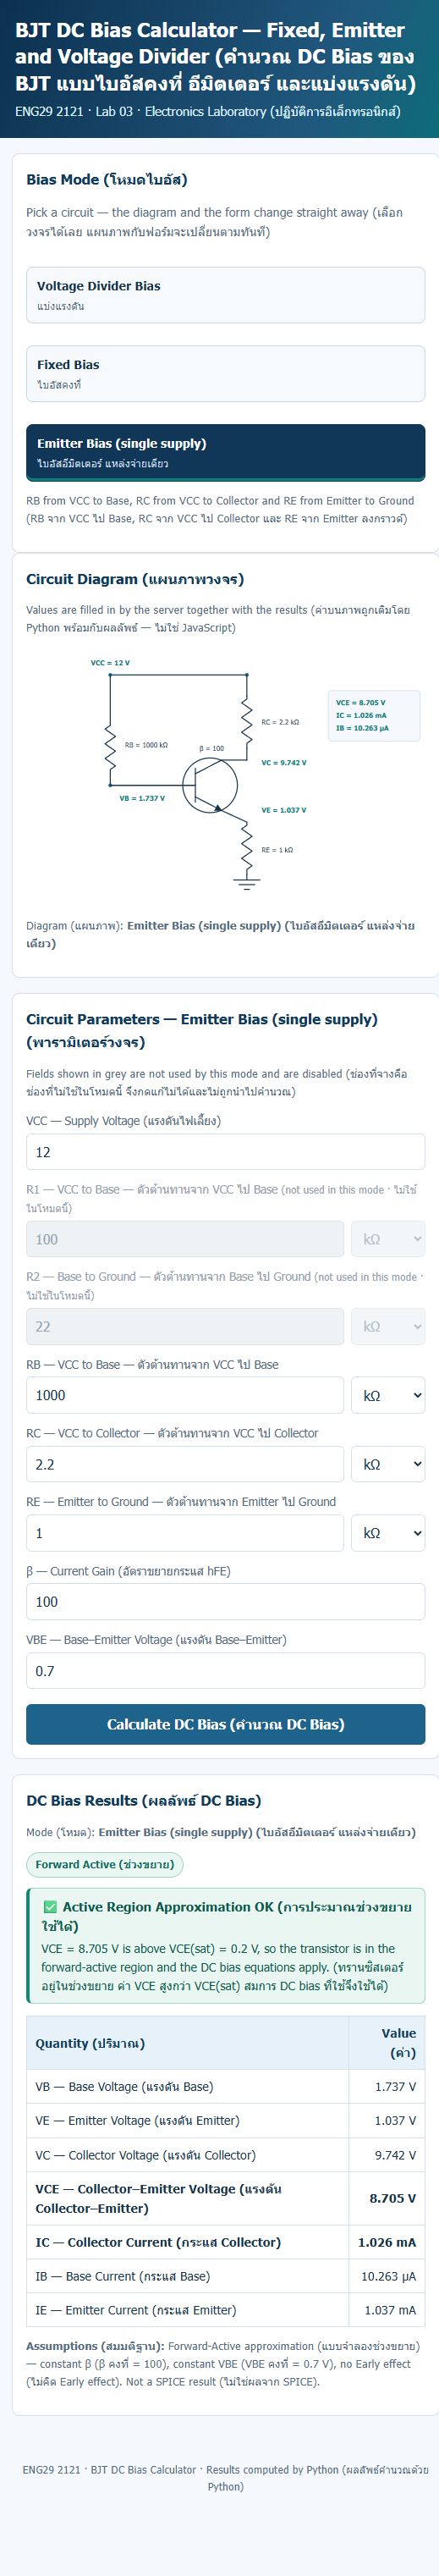 BJT DC Bias Calculator — Fixed, Emitter
and Voltage Divider (คำนวณ DC Bias ของ
BJT แบบไบอัสคงที่ อีมิตเตอร์ และแบ่งแรงดัน)
ENG29 2121 · Lab 03 · Electronics Laboratory (ปฏิบัติการอิเล็กทรอนิกส์)
Bias Mode (โหมดไบอัส)
Pick a circuit — the diagram and the form change straight away (เลือก
วงจรได้เลย แผนภาพกับฟอร์มจะเปลี่ยนตามทันที)
Voltage Divider Bias
แบ่งแรงดัน
Fixed Bias
ไบอัสคงที่
Emitter Bias (single supply)
ไบอัสอีมิตเตอร์ แหล่งจ่ายเดียว
RB from VCC to Base, RC from VCC to Collector and RE from Emitter to Ground
(RB จาก VCC ไป Base, RC จาก VCC ไป Collector และ RE จาก Emitter ลงกราวด์)
Circuit Diagram (แผนภาพวงจร)
Values are filled in by the server together with the results (ค่าบนภาพถูกเติมโดย
Python พร้อมกับผลลัพธ์ — ไม่ใช่ JavaScript)
VCC = 12 V
VCE = 8.705 V
IC = 1.026 mA
IB = 10.263 µA
RC = 2.2 kΩ
RB = 1000 kΩ
β = 100
VC = 9.742 V
VB = 1.737 V
VE = 1.037 V
RE = 1 kΩ
Diagram (แผนภาพ): Emitter Bias (single supply) (ไบอัสอีมิตเตอร์ แหล่งจ่าย
เดียว)
Circuit Parameters — Emitter Bias (single supply)
(พารามิเตอร์วงจร)
Fields shown in grey are not used by this mode and are disabled (ช่องที่จางคือ
ช่องที่ไม่ใช้ในโหมดนี้ จึงกดแก้ไม่ได้และไม่ถูกนำไปคำนวณ)
VCC — Supply Voltage (แรงดันไฟเลี้ยง)
12
R1 — VCC to Base — ตัวต้านทานจาก VCC ไป Base (not used in this mode · ไม่ใช้
ในโหมดนี้)
100 kΩ
R2 — Base to Ground — ตัวต้านทานจาก Base ไป Ground (not used in this mode ·
ไม่ใช้ในโหมดนี้)
22 kΩ
RB — VCC to Base — ตัวต้านทานจาก VCC ไป Base
1000 kΩ
RC — VCC to Collector — ตัวต้านทานจาก VCC ไป Collector
2.2 kΩ
RE — Emitter to Ground — ตัวต้านทานจาก Emitter ไป Ground
1 kΩ
β — Current Gain (อัตราขยายกระแส hFE)
100
VBE — Base–Emitter Voltage (แรงดัน Base–Emitter)
0.7
Calculate DC Bias (คำนวณ DC Bias)
DC Bias Results (ผลลัพธ์ DC Bias)
Mode (โหมด): Emitter Bias (single supply) (ไบอัสอีมิตเตอร์ แหล่งจ่ายเดียว)
Forward Active (ช่วงขยาย)
✅ Active Region Approximation OK (การประมาณช่วงขยาย
ใช้ได้)
VCE = 8.705 V is above VCE(sat) = 0.2 V, so the transistor is in the
forward-active region and the DC bias equations apply. (ทรานซิสเตอร์
อยู่ในช่วงขยาย ค่า VCE สูงกว่า VCE(sat) สมการ DC bias ที่ใช้จึงใช้ได้)
Quantity (ปริมาณ) Value
(ค่า)
VB — Base Voltage (แรงดัน Base) 1.737 V
VE — Emitter Voltage (แรงดัน Emitter) 1.037 V
VC — Collector Voltage (แรงดัน Collector) 9.742 V
VCE — Collector–Emitter Voltage (แรงดัน
Collector–Emitter) 8.705 V
IC — Collector Current (กระแส Collector) 1.026 mA
IB — Base Current (กระแส Base) 10.263 µA
IE — Emitter Current (กระแส Emitter) 1.037 mA
Assumptions (สมมติฐาน): Forward-Active approximation (แบบจำลองช่วงขยาย)
— constant β (β คงที่ = 100), constant VBE (VBE คงที่ = 0.7 V), no Early effect
(ไม่คิด Early effect). Not a SPICE result (ไม่ใช่ผลจาก SPICE).
ENG29 2121 · BJT DC Bias Calculator · Results computed by Python (ผลลัพธ์คำนวณด้วย
Python)